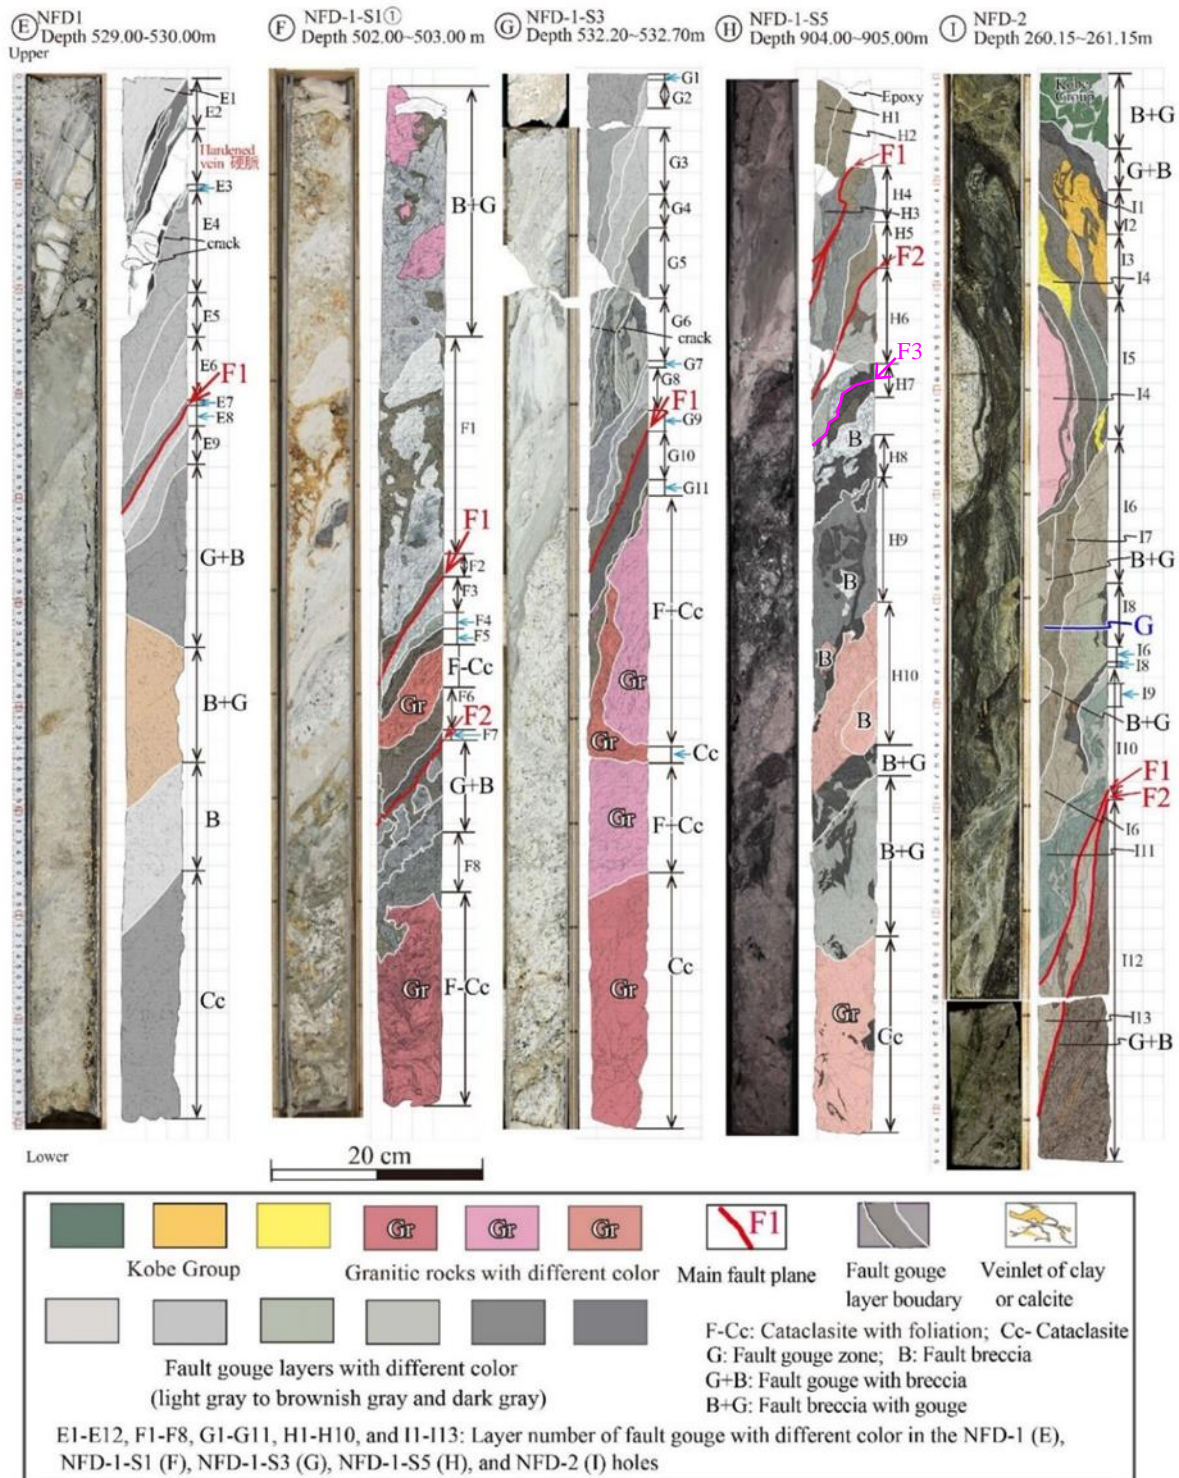 E NFD1
Depth 529.00-530.00m
F NFD-1-S1①
Depth 502.00~503.00 m
G NFD-1-S3
Depth 532.20~532.70m
H NFD-1-S5
Depth 904.00~905.00m
I NFD-2
Depth 260.15~261.15m
Upper
E1
E2
Hardened
vein 硬脈
E3
E4
crack
E5
E6
F1
E7
E8
E9
G+B
B+G
B
Cc
B+G
F1
F1
F2
F3
F4
F5
F-Cc
F6
Gr
F2
F7
G+B
F8
Gr
F-Cc
G1
G2
G3
G4
G5
G6
crack
G7
G8
F1
G9
G10
G11
F+Cc
Gr
Gr
Cc
Gr
F+Cc
Gr
Cc
Epoxy
H1
H2
F1
H4
H3
H5
F2
H6
F3
H7
B
H8
H9
B
B
H10
B
B+G
B+G
Gr
Cc
Kobe
Group
B+G
G+B
I1
I2
I3
I4
I5
I4
I6
I7
B+G
I8
G
I6
I8
I9
B+G
I10
F1
F2
I6
I11
I12
I13
G+B
Lower
20 cm
Gr Gr Gr F1
Kobe Group
Granitic rocks with different color
Main fault plane
Fault gouge
layer boudary
Veinlet of clay
or calcite
Fault gouge layers with different color
(light gray to brownish gray and dark gray)
F-Cc: Cataclasite with foliation; Cc- Cataclasite
G: Fault gouge zone; B: Fault breccia
G+B: Fault gouge with breccia
B+G: Fault breccia with gouge
E1-E12, F1-F8, G1-G11, H1-H10, and I1-I13: Layer number of fault gouge with different color in the NFD-1 (E),
NFD-1-S1 (F), NFD-1-S3 (G), NFD-1-S5 (H), and NFD-2 (I) holes